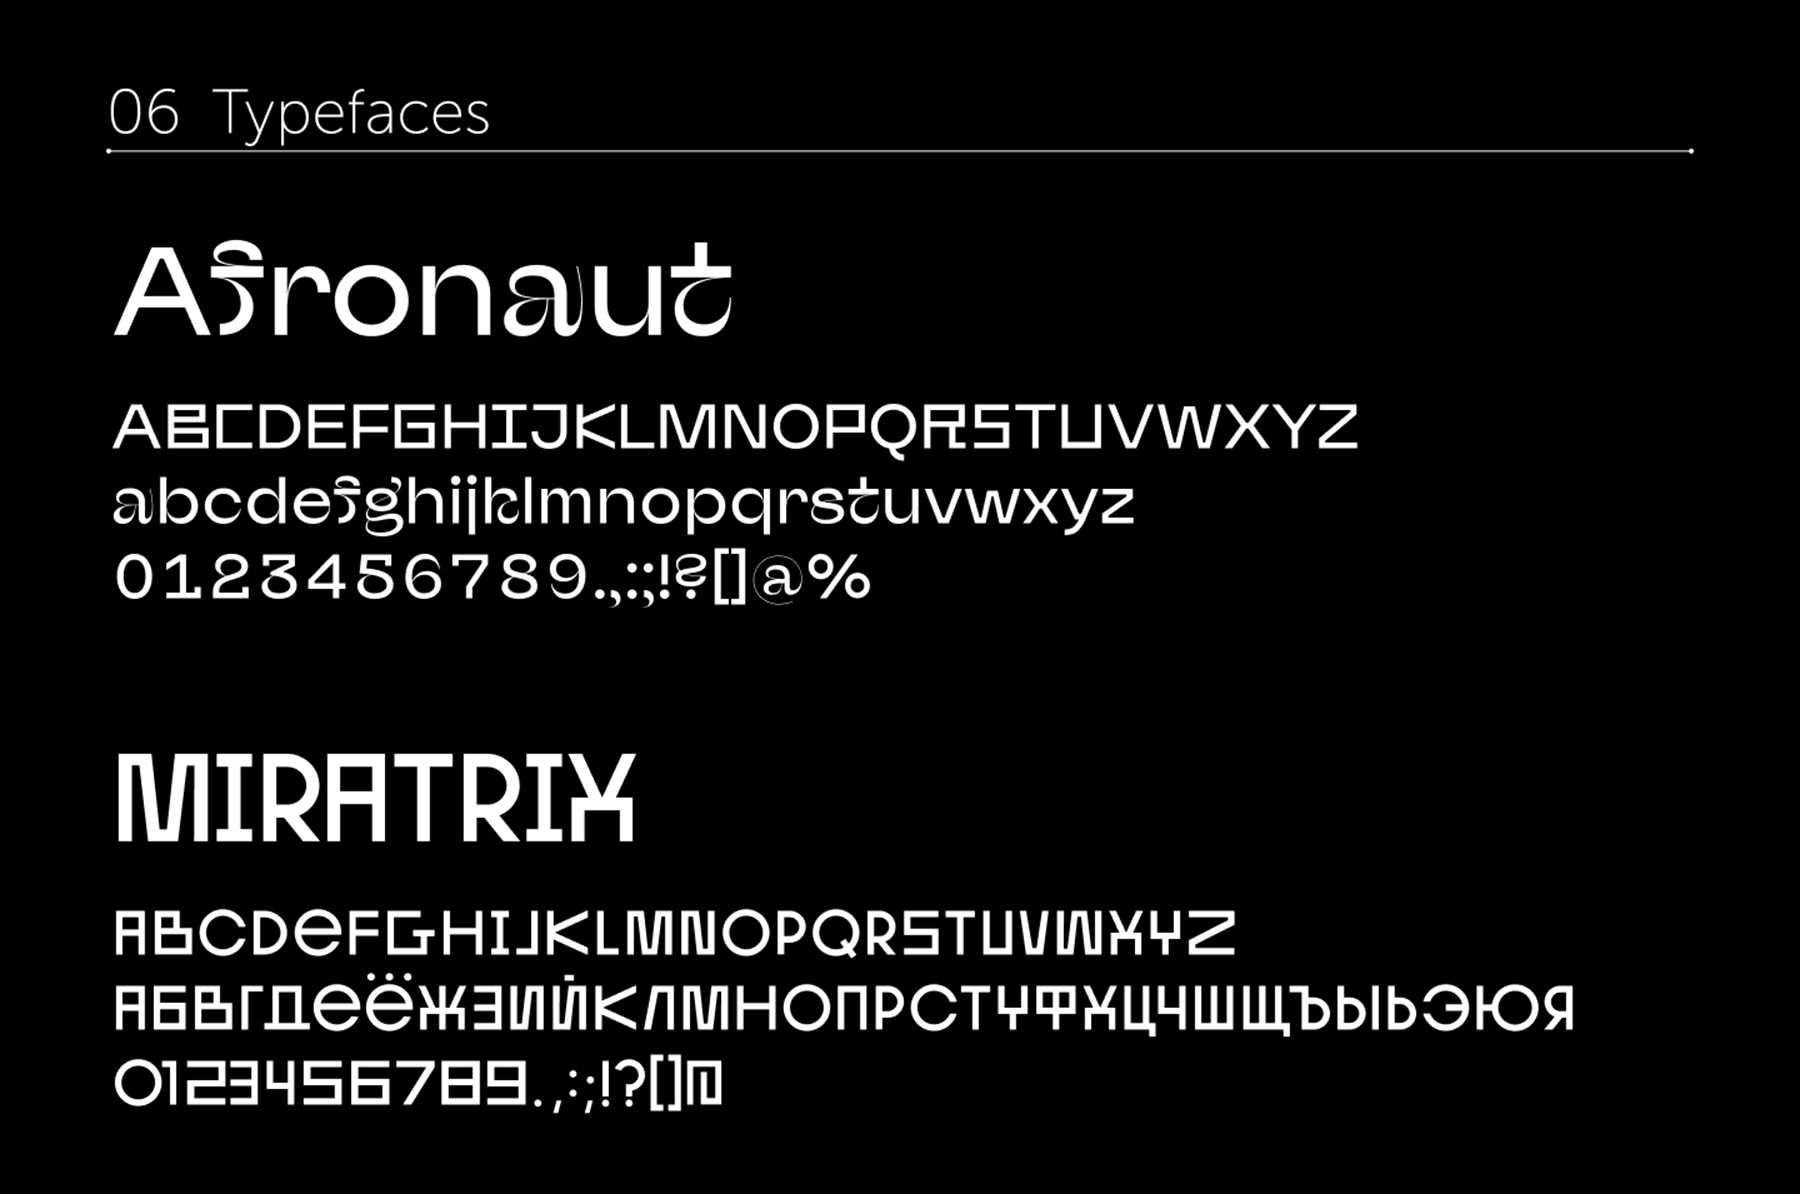 06 Typefaces
Afronaut
ABCDEFGHIJKLMNOPQRSTUVWXYZ
abcdefghijklmnopqrstuvwxyz
0123456789.,:;!?[]@%
MIRATRIX
ABCDeFGHIJKLMNOPQRSTUVWXYZ
АБВГДеёЖЗИЙКЛМНОПРСТУФХЦЧШЩЪЫЬЭЮЯ
0123456789.,:;!?[]